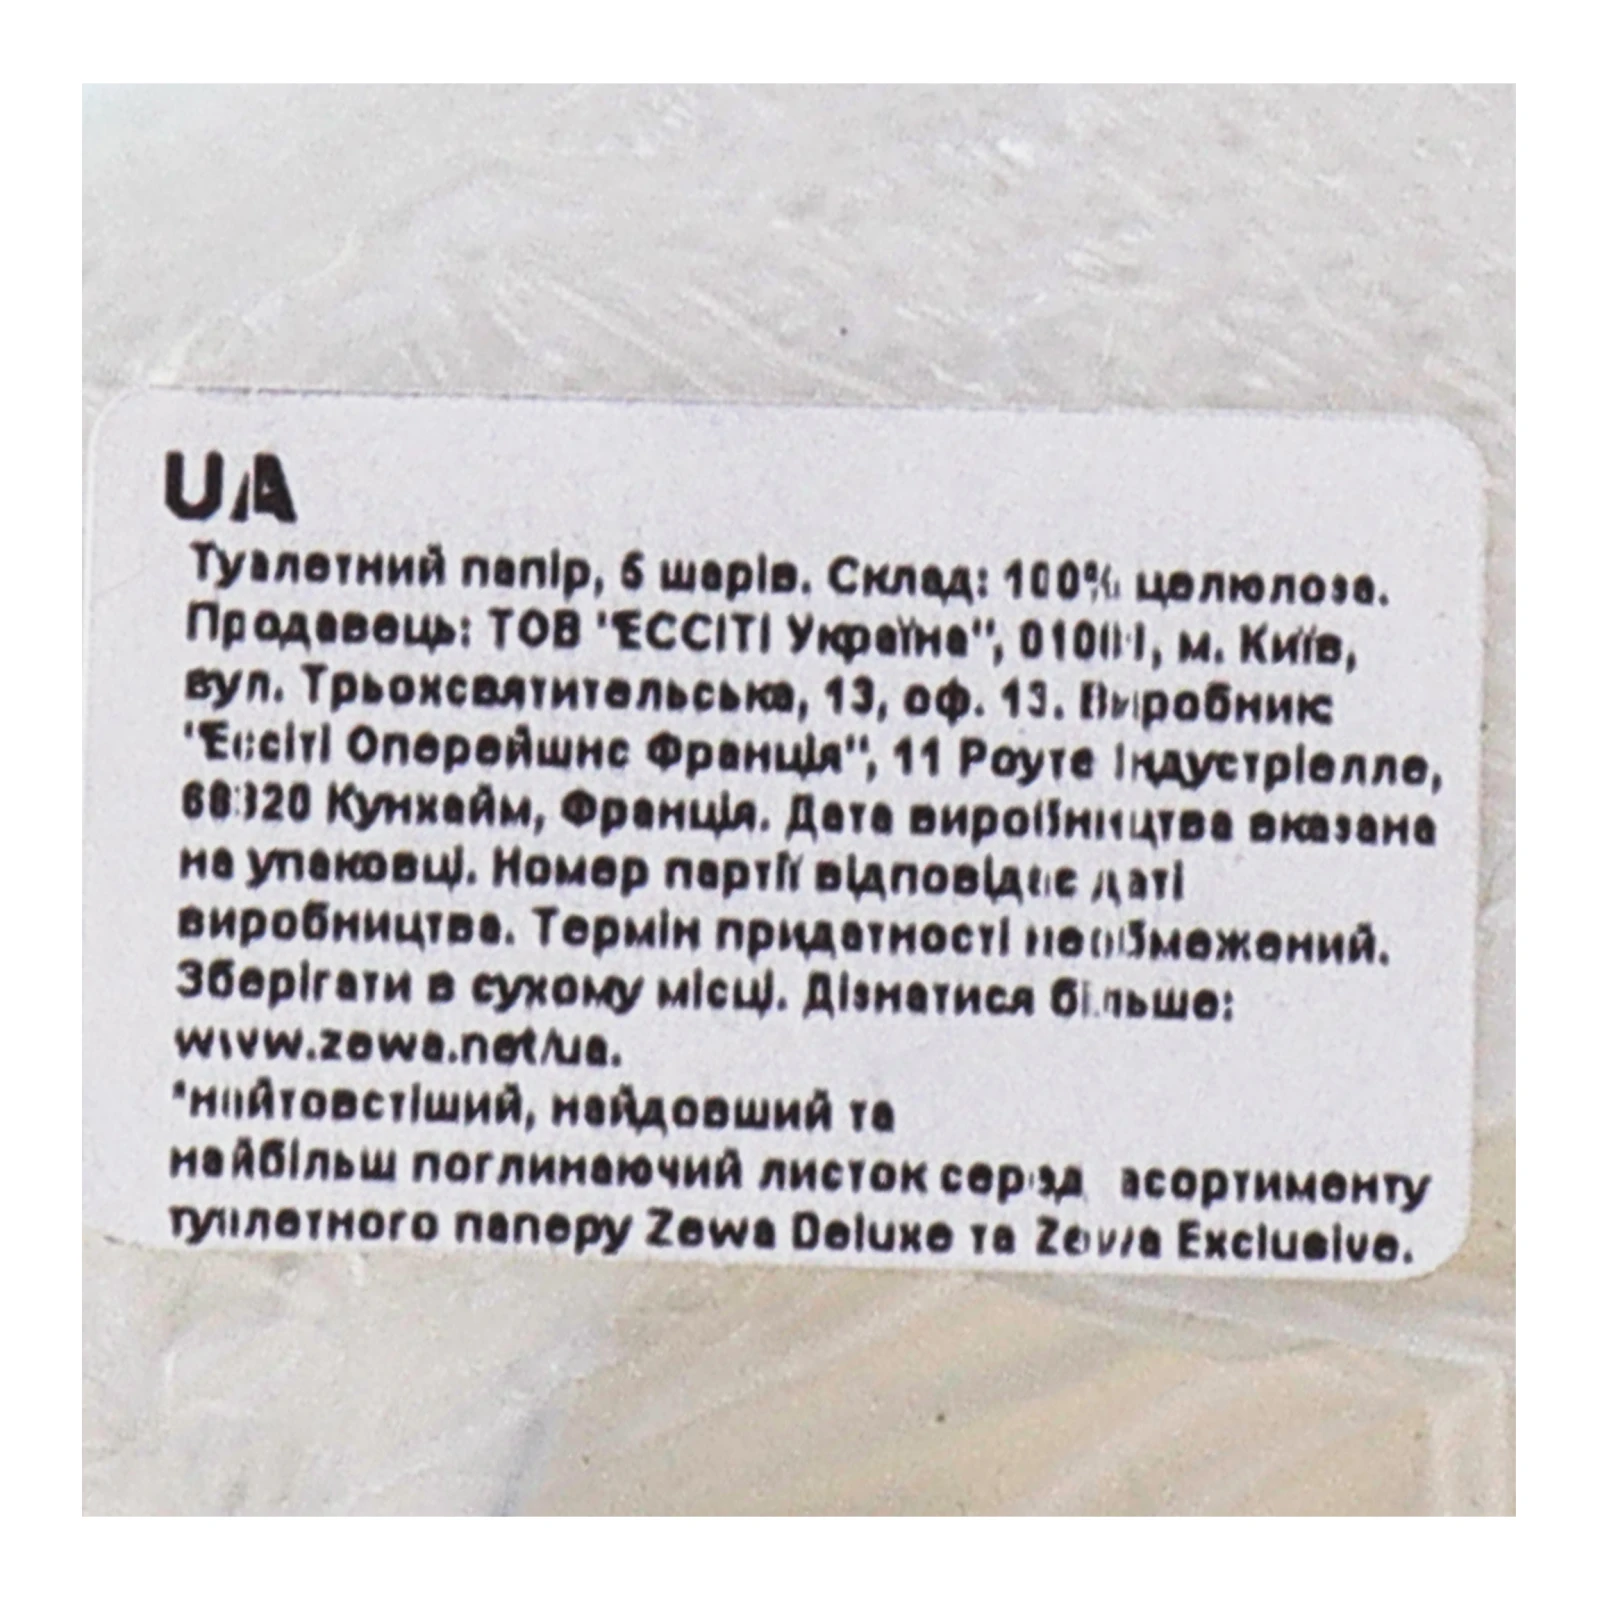 UA
Туалетний папір, 5 шарів. Склад: 100% целюлоза.
Продавець: ТОВ "ЕССІТІ Україна", 01001, м. Київ,
вул. Трьохсвятительська, 13, оф. 13. Виробник
"Ессіті Оперейшнс Франція", 11 Роуте Індустріелле,
68320 Кунхайм, Франція. Дата виробництва вказана
на упаковці. Номер партії відповідає даті
виробництва. Термін придатності необмежений.
Зберігати в сухому місці. Дізнатися більше:
www.zewa.net/ua.
*найтовстіший, найдовший та
найбільш поглинаючий листок серед асортименту
туалетного паперу Zewa Deluxe та Zewa Exclusive.